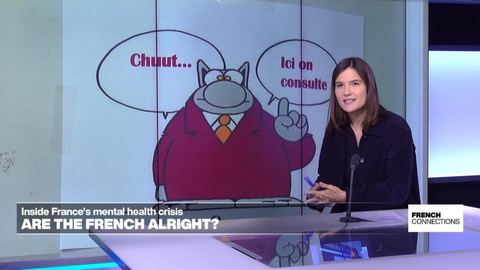 Chuut...
Ici on
consulte
Inside France's mental health crisis
ARE THE FRENCH ALRIGHT?
FRENCH
CONNECTIONS